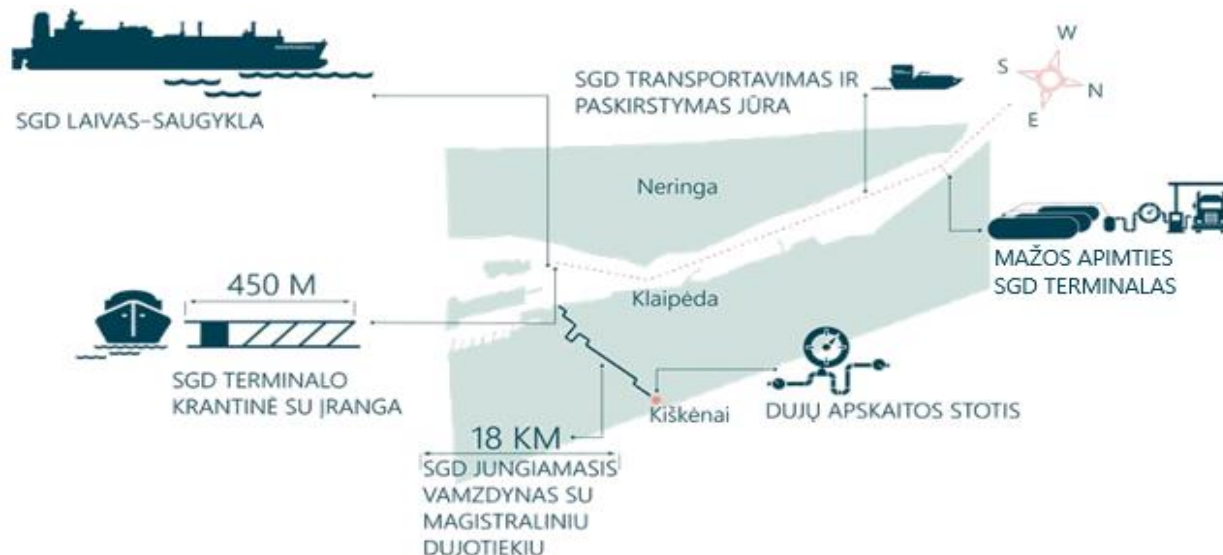 SGD LAIVAS–SAUGYKLA
SGD TRANSPORTAVIMAS IR
PASKIRSTYMAS JŪRA
W
S
N
E
Neringa
MAŽOS APIMTIES
SGD TERMINALAS
450 M
Klaipėda
SGD TERMINALO
KRANTINĖ SU ĮRANGA
Kiškėnai
DUJŲ APSKAITOS STOTIS
18 KM
SGD JUNGIAMASIS
VAMZDYNAS SU
MAGISTRALINIU
DUJOTIEKIU